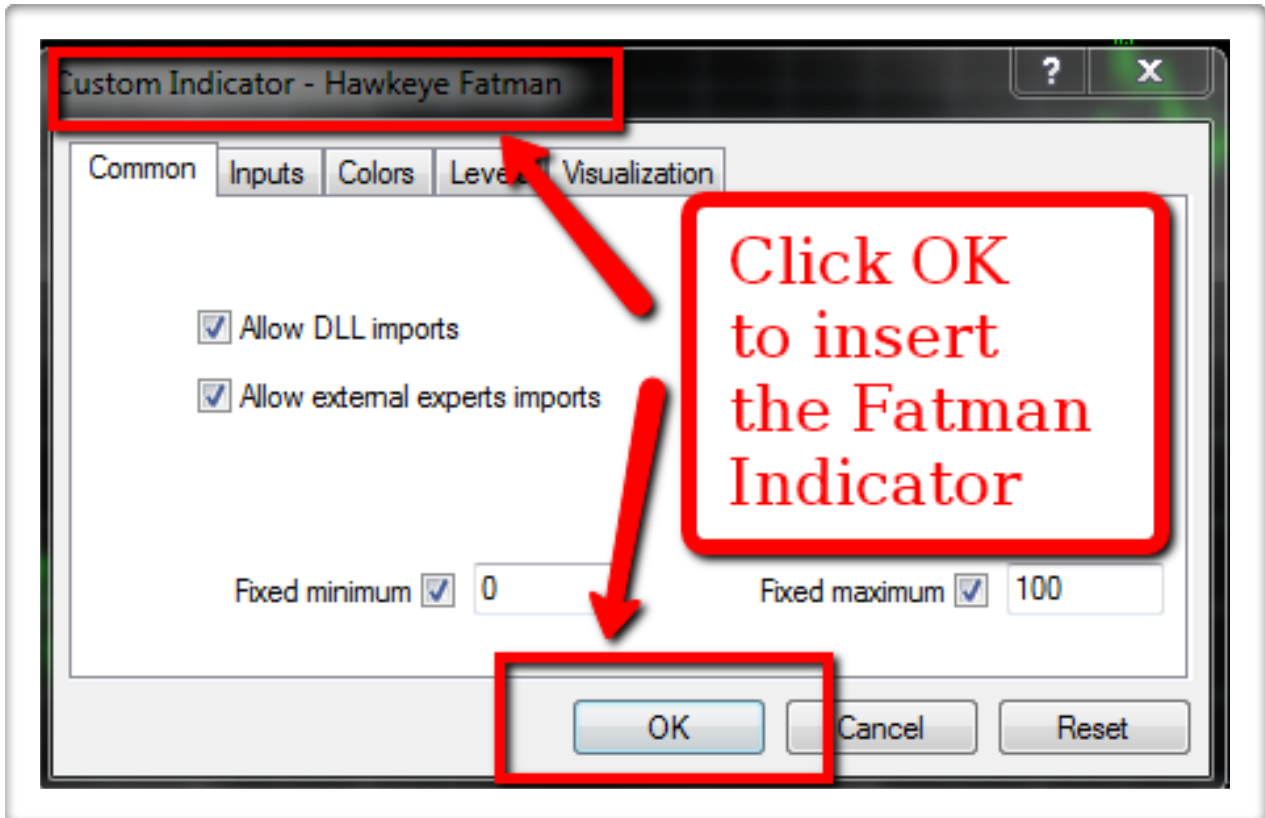 Custom Indicator - Hawkeye Fatman
? X
Common Inputs Colors Levels Visualization
Click OK
to insert
the Fatman
Indicator
Allow DLL imports
Allow external experts imports
Fixed minimum 0 Fixed maximum 100
OK Cancel Reset